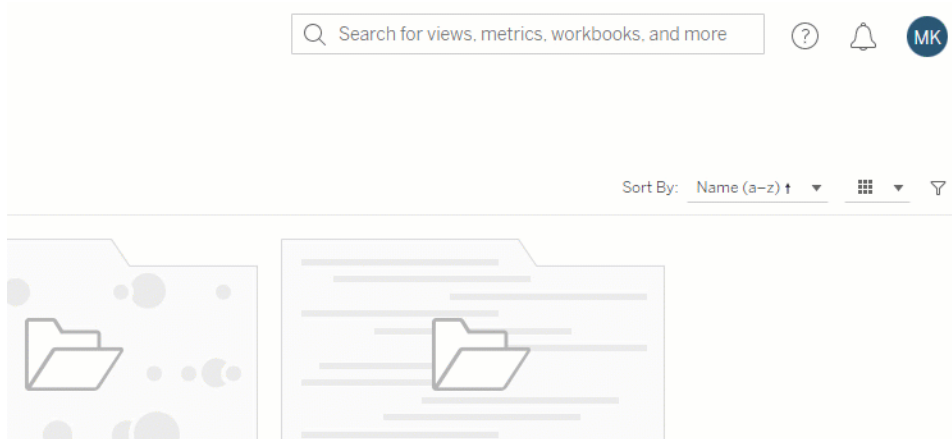 Search for views, metrics, workbooks, and more ? MK
Sort By: Name (a–z) ↑